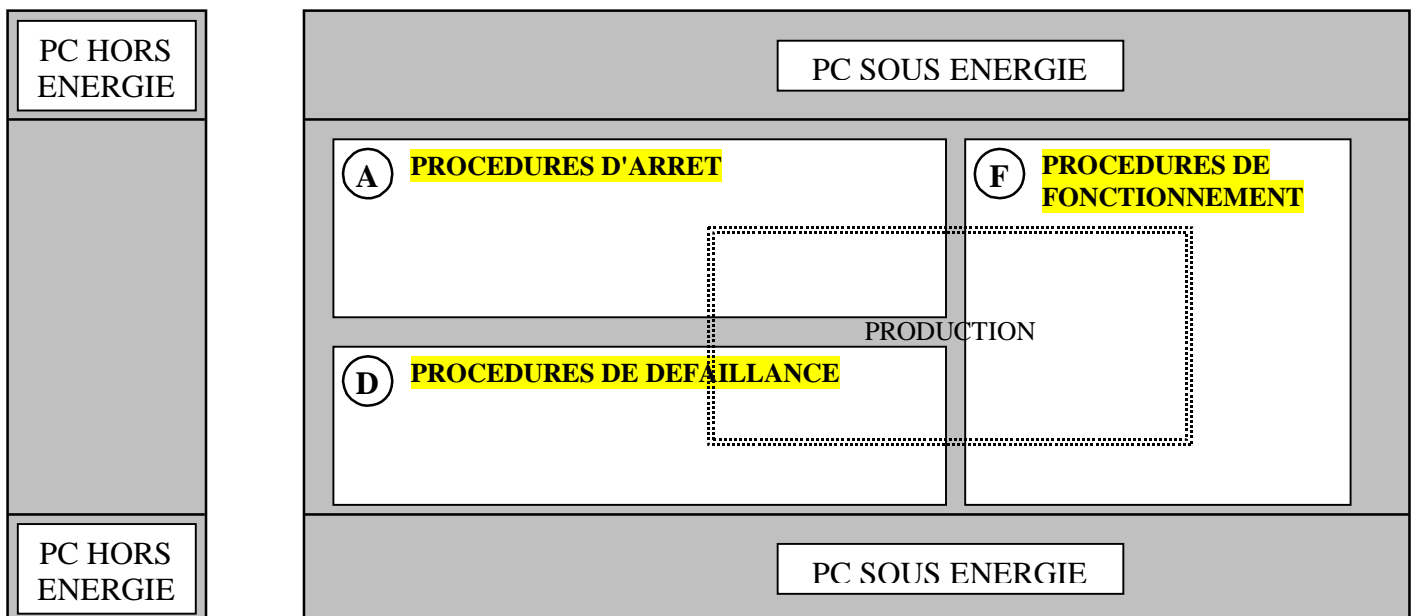 PC HORS
ENERGIE
PC SOUS ENERGIE
A
PROCEDURES D'ARRET
F
PROCEDURES DE
FONCTIONNEMENT
PRODUCTION
D
PROCEDURES DE DEFAILLANCE
PC HORS
ENERGIE
PC SOUS ENERGIE